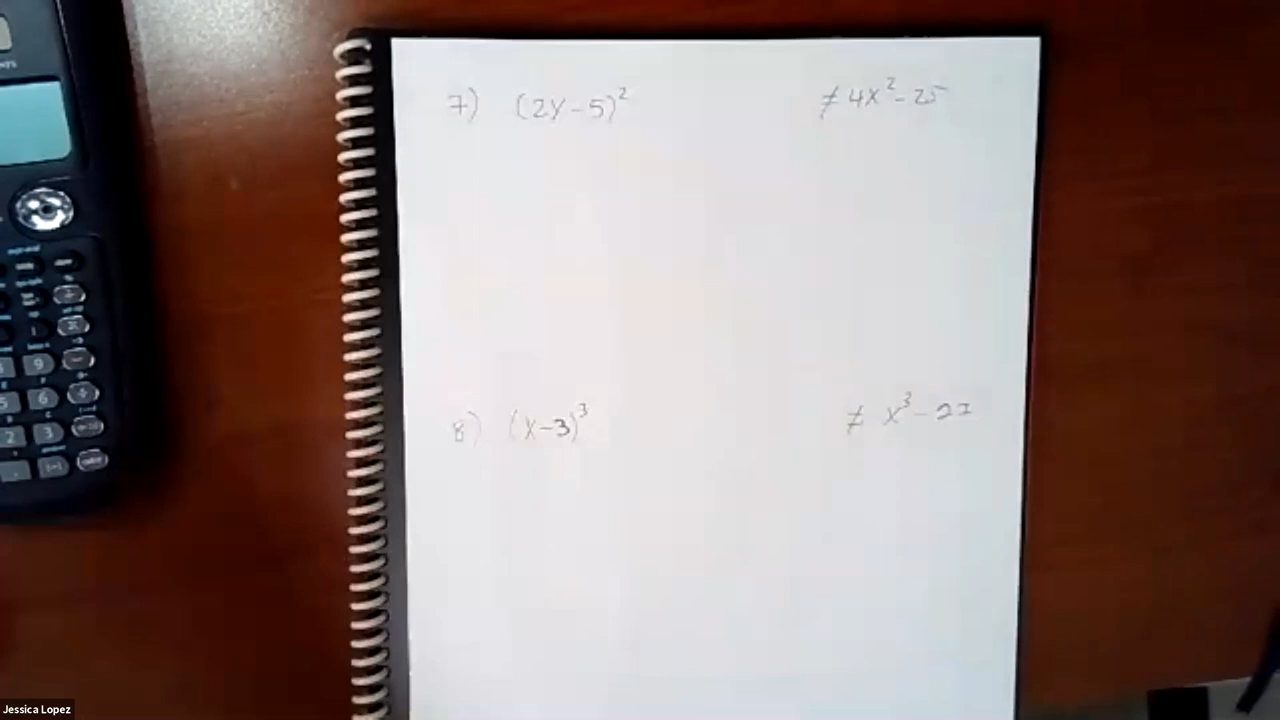 7) (2y-5)² ≠ 4x²-25
8) (x-3)³ ≠ x³-27
Jessica Lopez